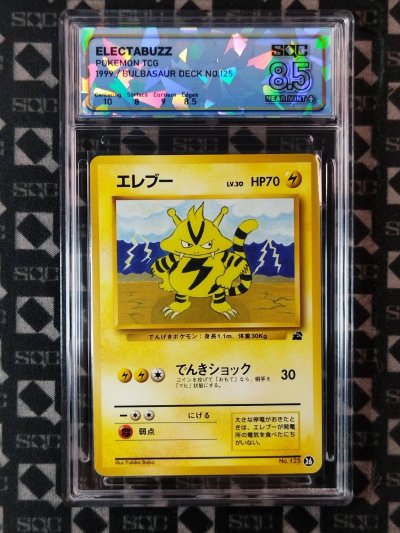 ELECTABUZZ
POKEMON TCG
1999 / BULBASAUR DECK NO.125
Centering Surface Corners Edges
10 8 9 8.5
SQC
8.5
NEAR MINT+
エレブー LV.20 HP70
でんげきポケモン:身長1.1m、体重30Kg
でんきショック 30
コインを投げて「おもて」なら、相手を
「マヒ」状態にする。
にげる
弱点
大きな停電がおきたと
きは、エレブーが発電
所の電気を食べたにち
がいない。
Illus. Yukiko Baba
No.125
26